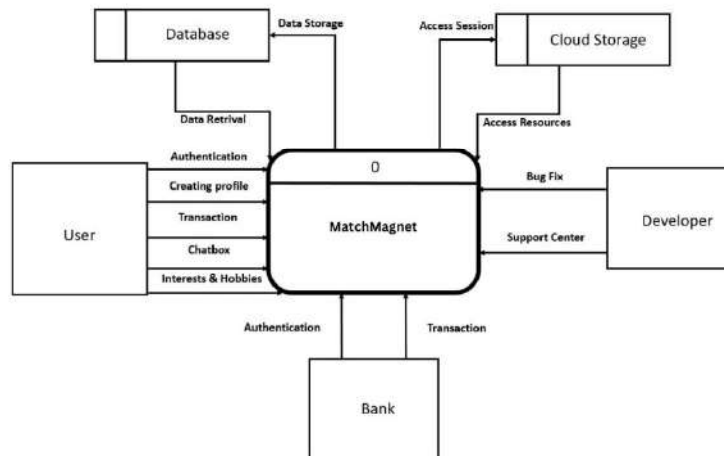 Database
Data Storage
Access Session
Cloud Storage
Data Retrival
Access Resources
Authentication
Creating profile
Transaction
Chatbox
Interests & Hobbies
User
0
MatchMagnet
Bug Fix
Support Center
Developer
Authentication
Transaction
Bank